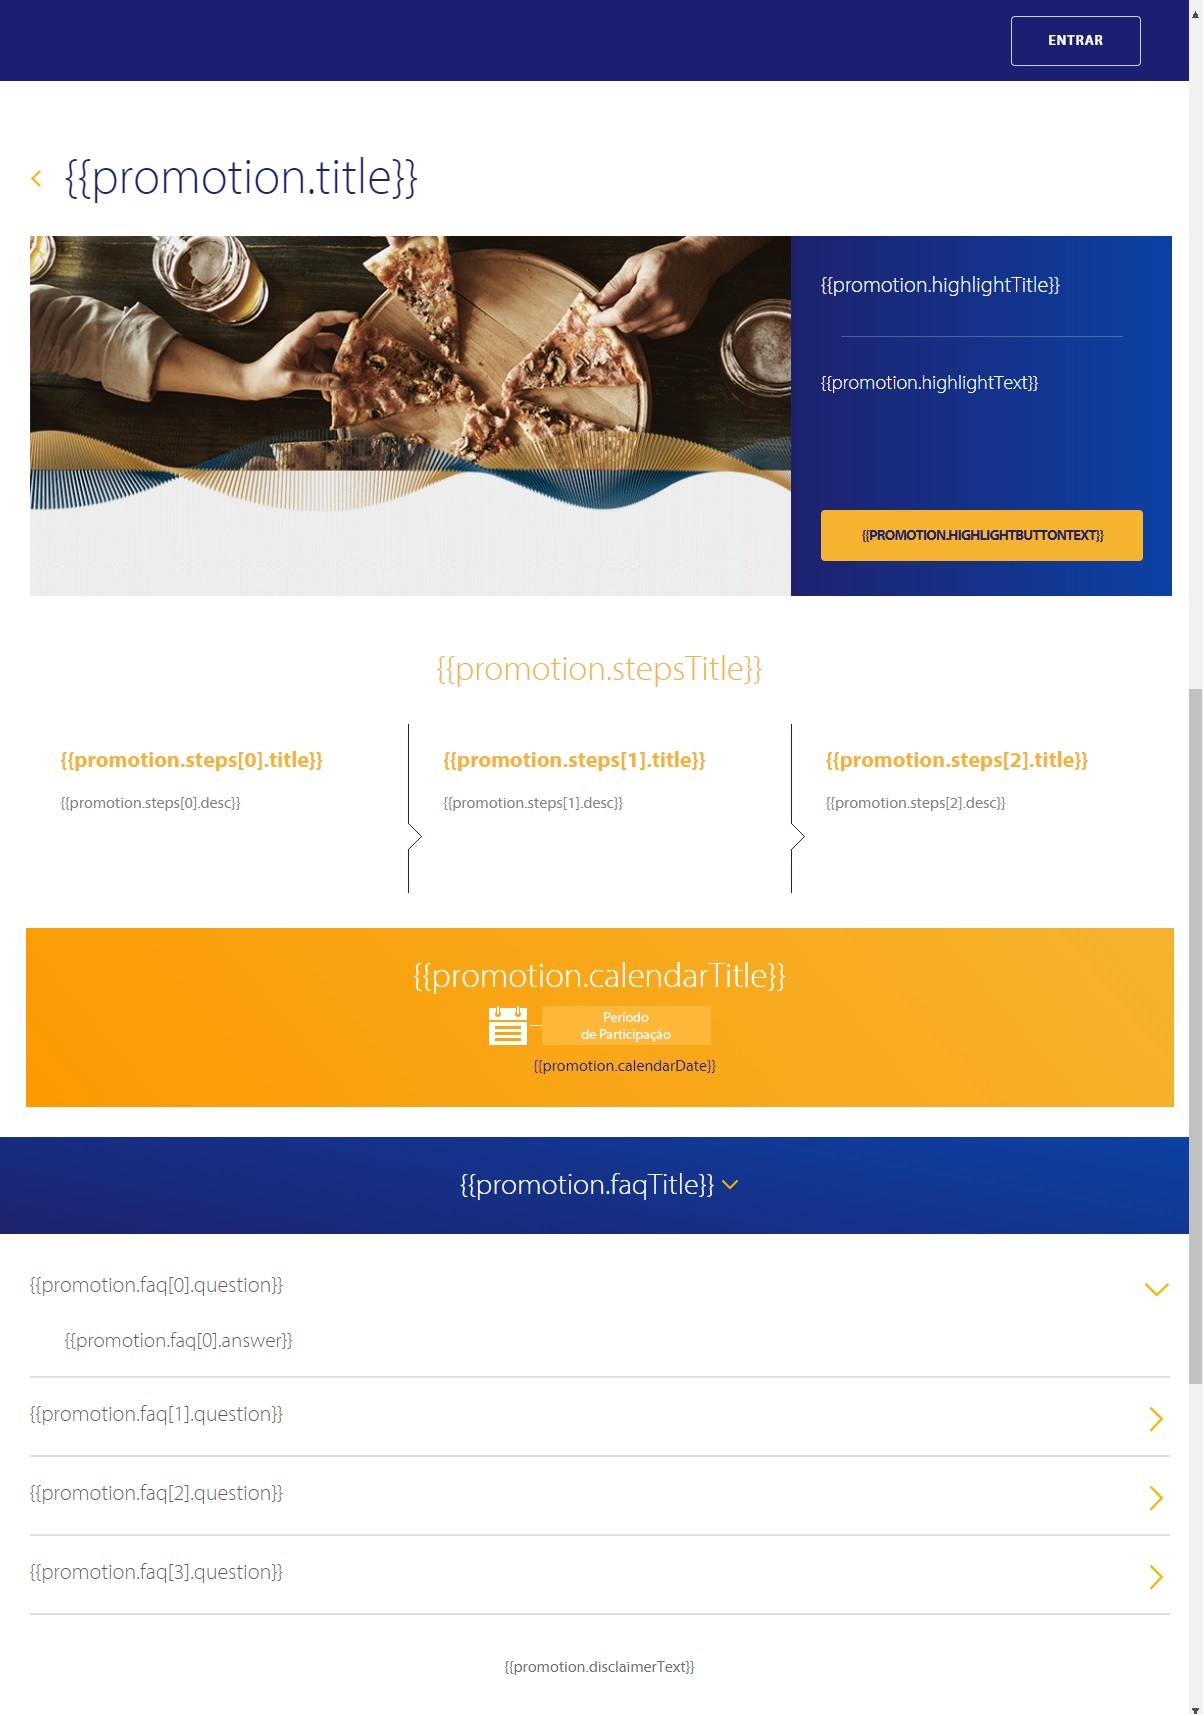 ENTRAR
{{promotion.title}}
{{promotion.highlightTitle}}
{{promotion.highlightText}}
{{PROMOTION.HIGHLIGHTBUTTONTEXT}}
{{promotion.stepsTitle}}
{{promotion.steps[0].title}}
{{promotion.steps[0].desc}}
{{promotion.steps[1].title}}
{{promotion.steps[1].desc}}
{{promotion.steps[2].title}}
{{promotion.steps[2].desc}}
{{promotion.calendarTitle}}
Período
de Participação
{{promotion.calendarDate}}
{{promotion.faqTitle}}
{{promotion.faq[0].question}}
{{promotion.faq[0].answer}}
{{promotion.faq[1].question}}
{{promotion.faq[2].question}}
{{promotion.faq[3].question}}
{{promotion.disclaimerText}}